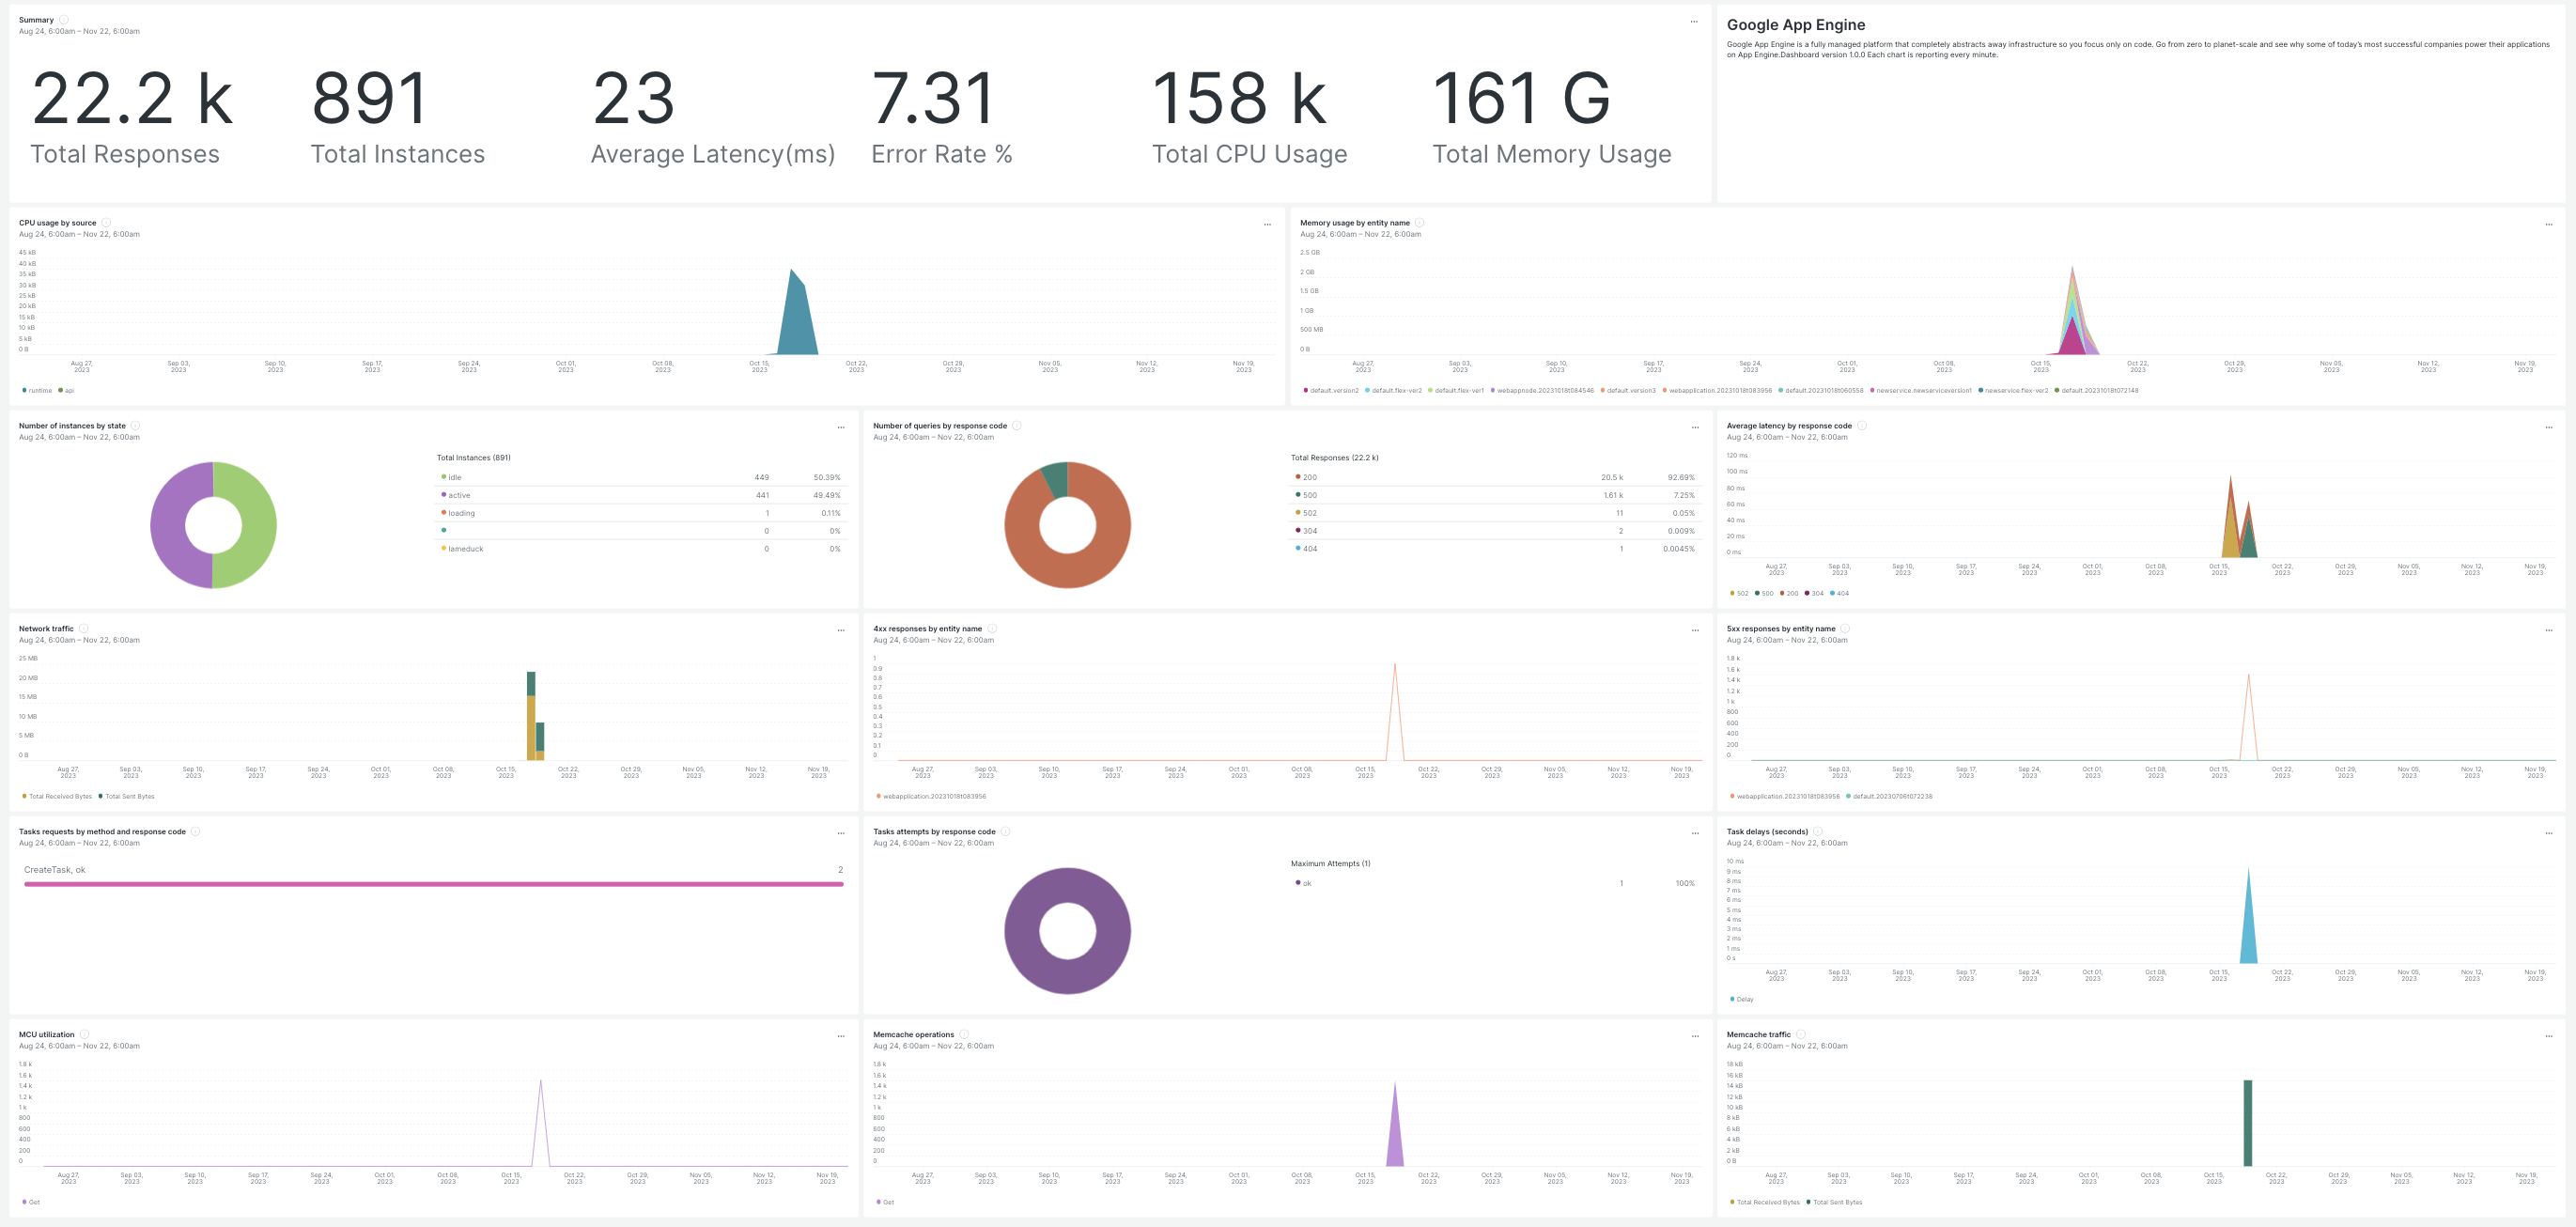 Summary
Aug 24, 6:00am – Nov 22, 6:00am
22.2 k
Total Responses
891
Total Instances
23
Average Latency(ms)
7.31
Error Rate %
158 k
Total CPU Usage
161 G
Total Memory Usage
Google App Engine
Google App Engine is a fully managed platform that completely abstracts away infrastructure so you focus only on code. Go from zero to planet-scale and see why some of today's most successful companies power their applications
on App Engine.Dashboard version 1.0.0 Each chart is reporting every minute.
CPU usage by source
Aug 24, 6:00am – Nov 22, 6:00am
45 kB
40 kB
35 kB
30 kB
25 kB
20 kB
15 kB
10 kB
5 kB
0 B
Aug 27, Sep 03, Sep 10, Sep 17, Sep 24, Oct 01, Oct 08, Oct 15, Oct 22, Oct 29, Nov 05, Nov 12, Nov 19,
2023 2023 2023 2023 2023 2023 2023 2023 2023 2023 2023 2023 2023
runtime api
Memory usage by entity name
Aug 24, 6:00am – Nov 22, 6:00am
2.5 GB
2 GB
1.5 GB
1 GB
500 MB
0 B
Aug 27, Sep 03, Sep 10, Sep 17, Sep 24, Oct 01, Oct 08, Oct 15, Oct 22, Oct 29, Nov 05, Nov 12, Nov 19,
2023 2023 2023 2023 2023 2023 2023 2023 2023 2023 2023 2023 2023
default.version2 default.flex-ver2 default.flex-ver1 webappnode.20231018t084546 default.version3 webapplication.20231018t083956 default.20231018t060558 newservice.newserviceversion1 newservice.flex-ver2 default.20231018t072148
Number of instances by state
Aug 24, 6:00am – Nov 22, 6:00am
Total Instances (891)
idle 449 50.39%
active 441 49.49%
loading 1 0.11%
0 0%
lameduck 0 0%
Number of queries by response code
Aug 24, 6:00am – Nov 22, 6:00am
Total Responses (22.2 k)
200 20.5 k 92.69%
500 1.61 k 7.25%
502 11 0.05%
304 2 0.009%
404 1 0.0045%
Average latency by response code
Aug 24, 6:00am – Nov 22, 6:00am
120 ms
100 ms
80 ms
60 ms
40 ms
20 ms
0 ms
Aug 27, Sep 03, Sep 10, Sep 17, Sep 24, Oct 01, Oct 08, Oct 15, Oct 22, Oct 29, Nov 05, Nov 12, Nov 19,
2023 2023 2023 2023 2023 2023 2023 2023 2023 2023 2023 2023 2023
502 500 200 304 404
Network traffic
Aug 24, 6:00am – Nov 22, 6:00am
25 MB
20 MB
15 MB
10 MB
5 MB
0 B
Aug 27, Sep 03, Sep 10, Sep 17, Sep 24, Oct 01, Oct 08, Oct 15, Oct 22, Oct 29, Nov 05, Nov 12, Nov 19,
2023 2023 2023 2023 2023 2023 2023 2023 2023 2023 2023 2023 2023
Total Received Bytes Total Sent Bytes
4xx responses by entity name
Aug 24, 6:00am – Nov 22, 6:00am
1
0.9
0.8
0.7
0.6
0.5
0.4
0.3
0.2
0.1
0
Aug 27, Sep 03, Sep 10, Sep 17, Sep 24, Oct 01, Oct 08, Oct 15, Oct 22, Oct 29, Nov 05, Nov 12, Nov 19,
2023 2023 2023 2023 2023 2023 2023 2023 2023 2023 2023 2023 2023
webapplication.20231018t083956
5xx responses by entity name
Aug 24, 6:00am – Nov 22, 6:00am
1.8 k
1.6 k
1.4 k
1.2 k
1 k
800
600
400
200
0
Aug 27, Sep 03, Sep 10, Sep 17, Sep 24, Oct 01, Oct 08, Oct 15, Oct 22, Oct 29, Nov 05, Nov 12, Nov 19,
2023 2023 2023 2023 2023 2023 2023 2023 2023 2023 2023 2023 2023
webapplication.20231018t083956 default.20230706t072238
Tasks requests by method and response code
Aug 24, 6:00am – Nov 22, 6:00am
CreateTask, ok 2
Tasks attempts by response code
Aug 24, 6:00am – Nov 22, 6:00am
Maximum Attempts (1)
ok 1 100%
Task delays (seconds)
Aug 24, 6:00am – Nov 22, 6:00am
10 ms
9 ms
8 ms
7 ms
6 ms
5 ms
4 ms
3 ms
2 ms
1 ms
0 s
Aug 27, Sep 03, Sep 10, Sep 17, Sep 24, Oct 01, Oct 08, Oct 15, Oct 22, Oct 29, Nov 05, Nov 12, Nov 19,
2023 2023 2023 2023 2023 2023 2023 2023 2023 2023 2023 2023 2023
Delay
MCU utilization
Aug 24, 6:00am – Nov 22, 6:00am
1.8 k
1.6 k
1.4 k
1.2 k
1 k
800
600
400
200
0
Aug 27, Sep 03, Sep 10, Sep 17, Sep 24, Oct 01, Oct 08, Oct 15, Oct 22, Oct 29, Nov 05, Nov 12, Nov 19,
2023 2023 2023 2023 2023 2023 2023 2023 2023 2023 2023 2023 2023
Get
Memcache operations
Aug 24, 6:00am – Nov 22, 6:00am
1.8 k
1.6 k
1.4 k
1.2 k
1 k
800
600
400
200
0
Aug 27, Sep 03, Sep 10, Sep 17, Sep 24, Oct 01, Oct 08, Oct 15, Oct 22, Oct 29, Nov 05, Nov 12, Nov 19,
2023 2023 2023 2023 2023 2023 2023 2023 2023 2023 2023 2023 2023
Get
Memcache traffic
Aug 24, 6:00am – Nov 22, 6:00am
18 kB
16 kB
14 kB
12 kB
10 kB
8 kB
6 kB
4 kB
2 kB
0 B
Aug 27, Sep 03, Sep 10, Sep 17, Sep 24, Oct 01, Oct 08, Oct 15, Oct 22, Oct 29, Nov 05, Nov 12, Nov 19,
2023 2023 2023 2023 2023 2023 2023 2023 2023 2023 2023 2023 2023
Total Received Bytes Total Sent Bytes